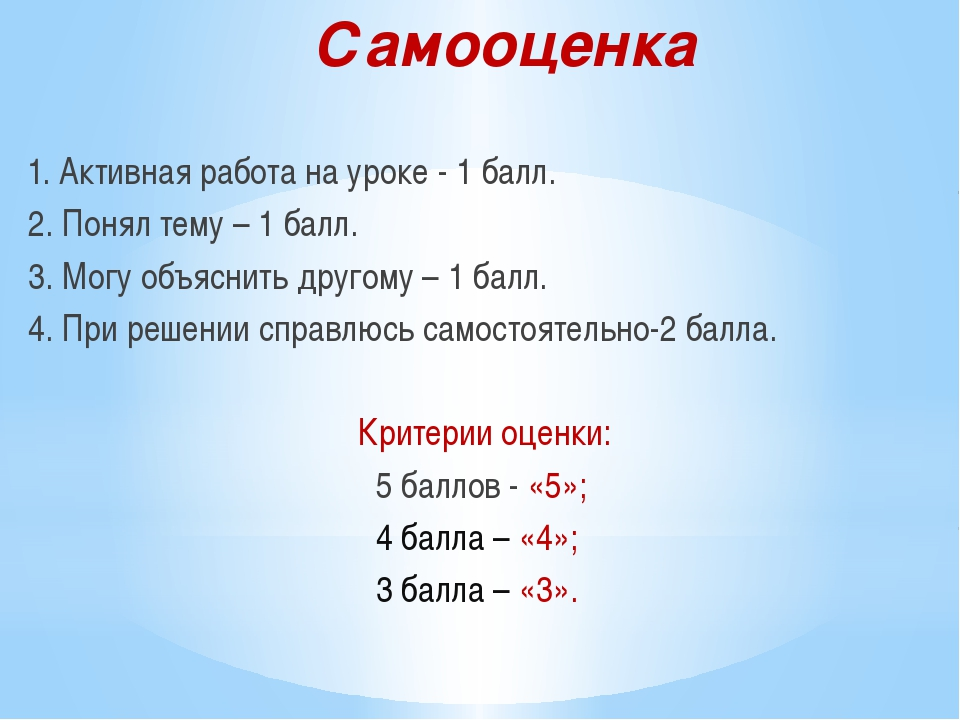 Самооценка
1. Активная работа на уроке - 1 балл.
2. Понял тему – 1 балл.
3. Могу объяснить другому – 1 балл.
4. При решении справлюсь самостоятельно-2 балла.
Критерии оценки:
5 баллов - «5»;
4 балла – «4»;
3 балла – «3».